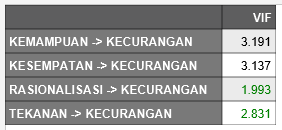 VIF
KEMAMPUAN -> KECURANGAN 3.191
KESEMPATAN -> KECURANGAN 3.137
RASIONALISASI -> KECURANGAN 1.993
TEKANAN -> KECURANGAN 2.831